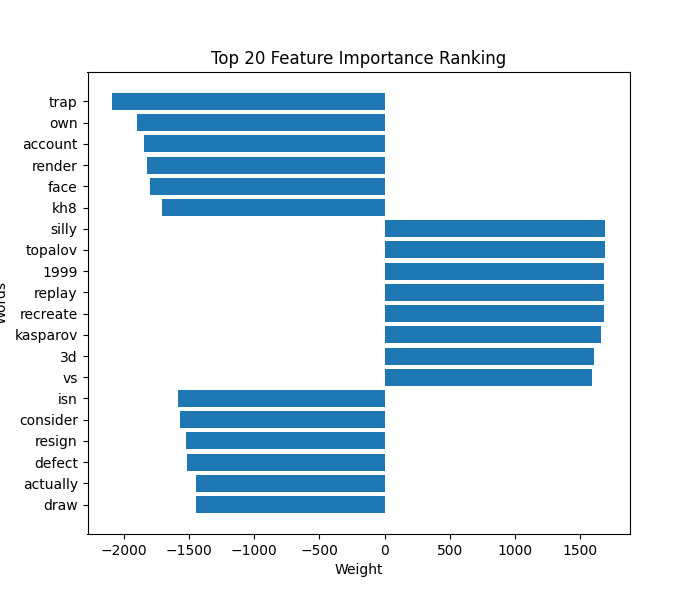 Top 20 Feature Importance Ranking
trap
own
account
render
face
kh8
silly
topalov
1999
replay
recreate
kasparov
3d
vs
isn
consider
resign
defect
actually
draw
Words
−2000 −1500 −1000 −500 0 500 1000 1500
Weight